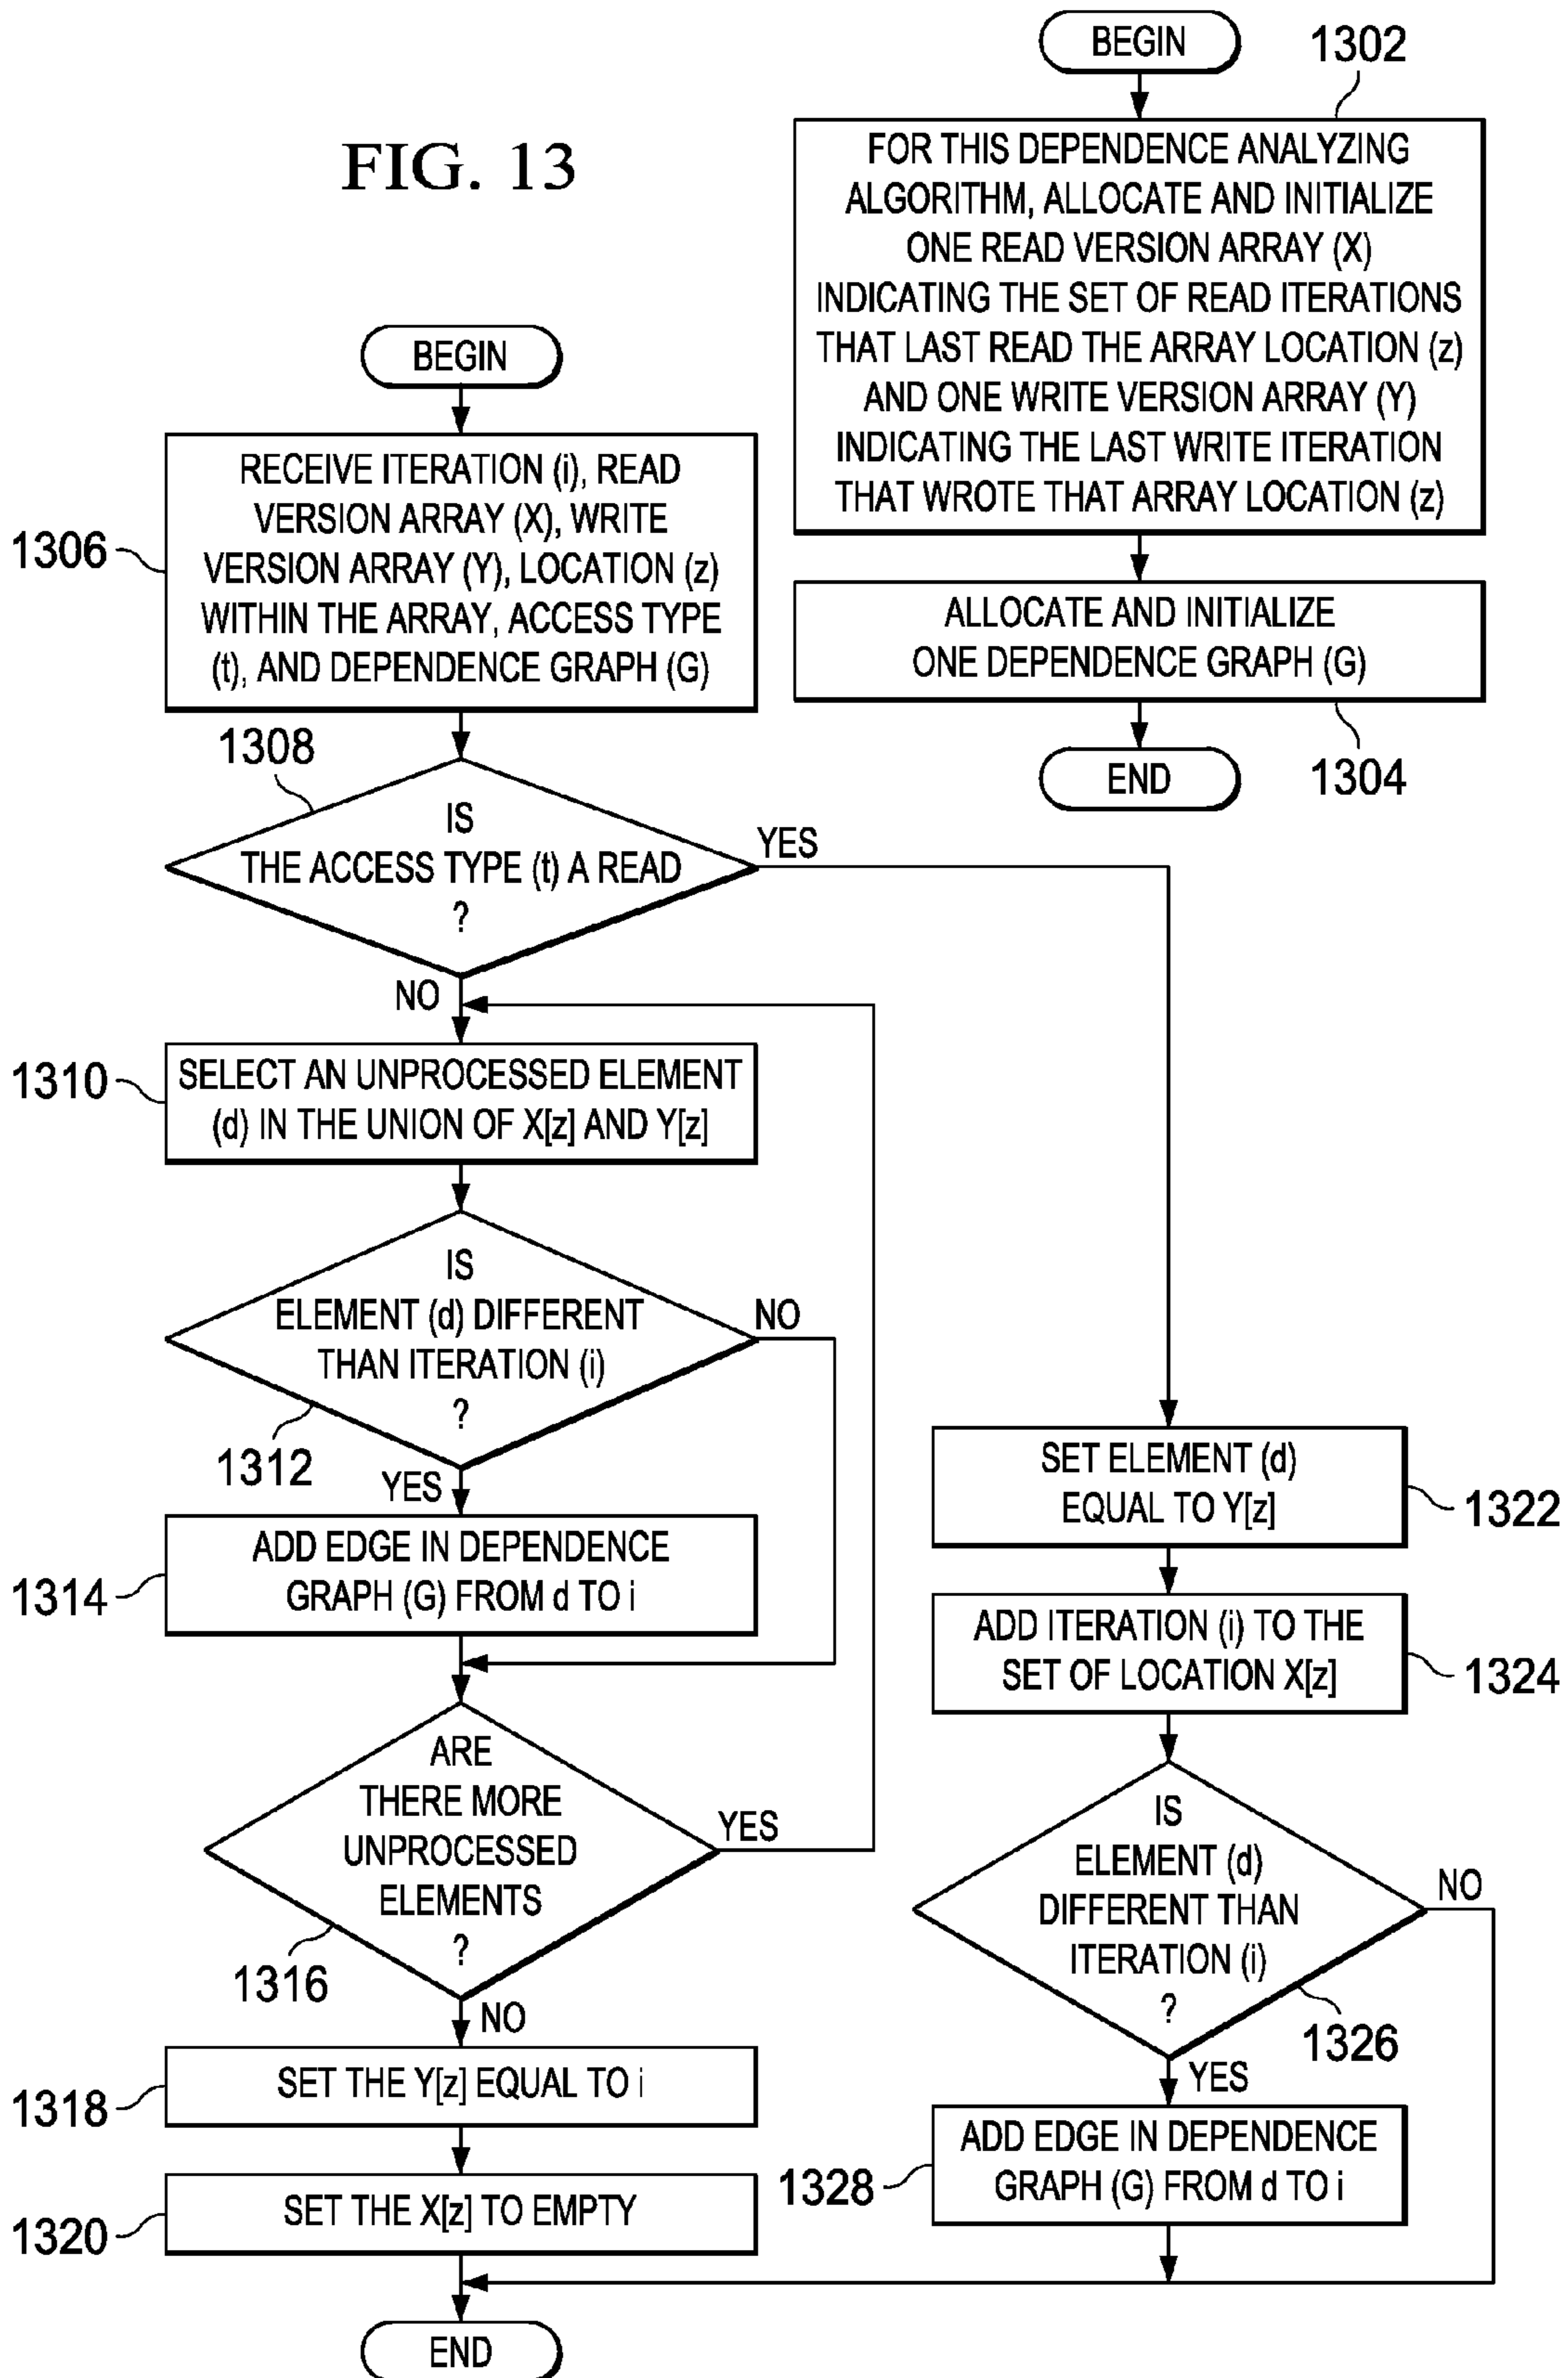 FIG. 13
BEGIN
1302
FOR THIS DEPENDENCE ANALYZING
ALGORITHM, ALLOCATE AND INITIALIZE
ONE READ VERSION ARRAY (X)
INDICATING THE SET OF READ ITERATIONS
THAT LAST READ THE ARRAY LOCATION (z)
AND ONE WRITE VERSION ARRAY (Y)
INDICATING THE LAST WRITE ITERATION
THAT WROTE THAT ARRAY LOCATION (z)
ALLOCATE AND INITIALIZE
ONE DEPENDENCE GRAPH (G)
1304
END
BEGIN
1306
RECEIVE ITERATION (i), READ
VERSION ARRAY (X), WRITE
VERSION ARRAY (Y), LOCATION (z)
WITHIN THE ARRAY, ACCESS TYPE
(t), AND DEPENDENCE GRAPH (G)
1308
IS
THE ACCESS TYPE (t) A READ
?
YES
NO
1310
SELECT AN UNPROCESSED ELEMENT
(d) IN THE UNION OF X[z] AND Y[z]
IS
ELEMENT (d) DIFFERENT
THAN ITERATION (i)
?
NO
1312
YES
1314
ADD EDGE IN DEPENDENCE
GRAPH (G) FROM d TO i
ARE
THERE MORE
UNPROCESSED
ELEMENTS
?
YES
1316
NO
1318
SET THE Y[z] EQUAL TO i
1320
SET THE X[z] TO EMPTY
SET ELEMENT (d)
EQUAL TO Y[z]
1322
ADD ITERATION (i) TO THE
SET OF LOCATION X[z]
1324
IS
ELEMENT (d)
DIFFERENT THAN
ITERATION (i)
?
NO
1326
YES
1328
ADD EDGE IN DEPENDENCE
GRAPH (G) FROM d TO i
END